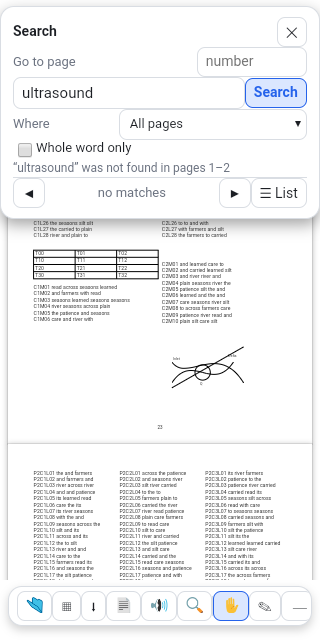 Search
Go to page
number
ultrasound
Search
Where
All pages
Whole word only
“ultrasound” was not found in pages 1–2
no matches
List
C1L26 the seasons silt silt
C1L27 the carried to plain
C1L28 river and plain to
T00 T01 T02
T10 T11 T12
T20 T21 T22
T30 T31 T32
C1M01 read across seasons learned
C1M02 and farmers with read
C1M03 seasons learned seasons seasons
C1M04 river seasons across plain
C1M05 the patience and seasons
C1M06 care and river with
C2L26 to to and with
C2L27 with farmers and silt
C2L28 the farmers to carried
C2M01 and learned care to
C2M02 and carried learned silt
C2M03 and river river and
C2M04 plain seasons river the
C2M05 patience silt the and
C2M06 learned and the and
C2M07 care seasons river silt
C2M08 to across farmers care
C2M09 patience river read and
C2M10 plain silt care silt
23
P2C1L01 the and farmers
P2C1L02 and farmers and
P2C1L03 river across river
P2C1L04 and and patience
P2C1L05 its learned read
P2C1L06 care the its
P2C1L07 its river seasons
P2C1L08 with the and
P2C1L09 seasons across the
P2C1L10 silt and its
P2C1L11 across and its
P2C1L12 the to silt
P2C1L13 river and and
P2C1L14 care to the
P2C1L15 farmers read its
P2C1L16 and seasons the
P2C1L17 the silt patience
P2C2L01 across the patience
P2C2L02 and seasons river
P2C2L03 silt river carried
P2C2L04 to the to
P2C2L05 farmers plain to
P2C2L06 carried the river
P2C2L07 river read patience
P2C2L08 plain care farmers
P2C2L09 to read care
P2C2L10 silt to care
P2C2L11 river and carried
P2C2L12 the silt patience
P2C2L13 and silt care
P2C2L14 river and carried
P2C2L15 read care seasons
P2C2L16 seasons patience
P2C2L17 patience and with
P2C3L01 its river farmers
P2C3L02 patience to the
P2C3L03 patience river carried
P2C3L04 carried read its
P2C3L05 seasons silt across
P2C3L06 read with care
P2C3L07 to seasons seasons
P2C3L08 carried seasons and
P2C3L09 farmers silt with
P2C3L10 silt the patience
P2C3L11 silt its the
P2C3L12 learned learned carried
P2C3L13 silt care river
P2C3L14 and with its
P2C3L15 carried its and
P2C3L16 across its across
P2C3L17 the across farmers